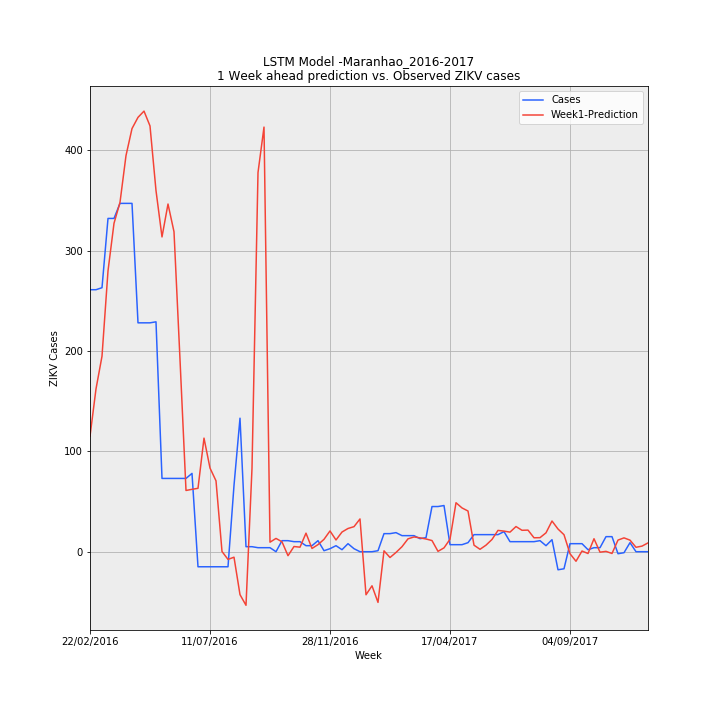 LSTM Model -Maranhao_2016-2017
1 Week ahead prediction vs. Observed ZIKV cases
Cases
Week1-Prediction
400
300
200
100
0
ZIKV Cases
22/02/2016
11/07/2016
28/11/2016
17/04/2017
04/09/2017
Week